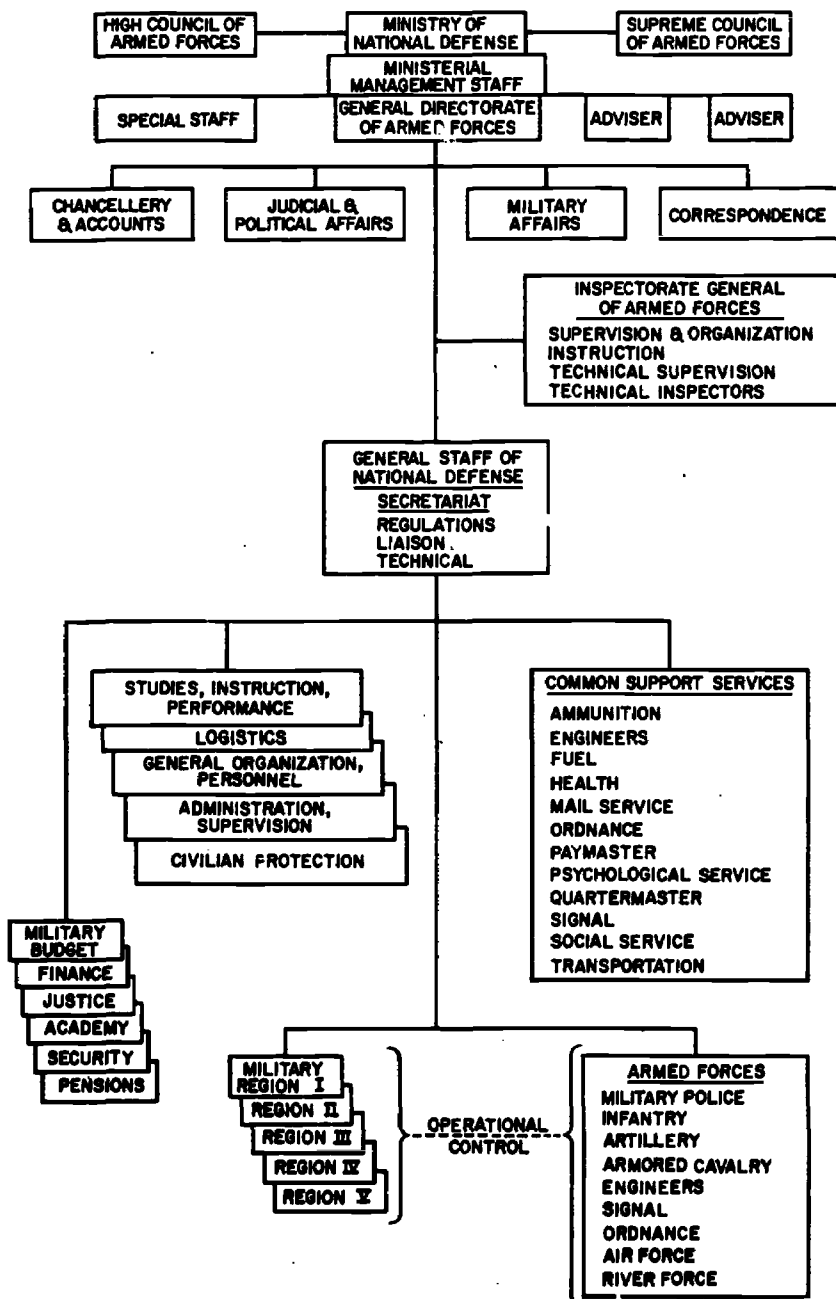 HIGH COUNCIL OF
ARMED FORCES
MINISTRY OF
NATIONAL DEFENSE
SUPREME COUNCIL
OF ARMED FORCES
MINISTERIAL
MANAGEMENT STAFF
SPECIAL STAFF
GENERAL DIRECTORATE
OF ARMED FORCES
ADVISER
ADVISER
CHANCELLERY
& ACCOUNTS
JUDICIAL &
POLITICAL AFFAIRS
MILITARY
AFFAIRS
CORRESPONDENCE
INSPECTORATE GENERAL
OF ARMED FORCES
SUPERVISION & ORGANIZATION
INSTRUCTION
TECHNICAL SUPERVISION
TECHNICAL INSPECTORS
GENERAL STAFF OF
NATIONAL DEFENSE
SECRETARIAT
REGULATIONS
LIAISON
TECHNICAL
STUDIES, INSTRUCTION,
PERFORMANCE
LOGISTICS
GENERAL ORGANIZATION,
PERSONNEL
ADMINISTRATION,
SUPERVISION
CIVILIAN PROTECTION
COMMON SUPPORT SERVICES
AMMUNITION
ENGINEERS
FUEL
HEALTH
MAIL SERVICE
ORDNANCE
PAYMASTER
PSYCHOLOGICAL SERVICE
QUARTERMASTER
SIGNAL
SOCIAL SERVICE
TRANSPORTATION
MILITARY
BUDGET
FINANCE
JUSTICE
ACADEMY
SECURITY
PENSIONS
MILITARY
REGION I
REGION II
REGION III
REGION IV
REGION V
OPERATIONAL
CONTROL
ARMED FORCES
MILITARY POLICE
INFANTRY
ARTILLERY
ARMORED CAVALRY
ENGINEERS
SIGNAL
ORDNANCE
AIR FORCE
RIVER FORCE